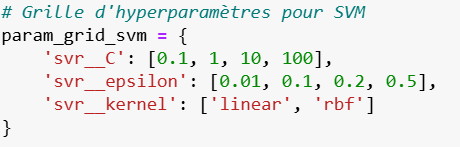 # Grille d'hyperparamètres pour SVM
param_grid_svm = {
    'svr__C': [0.1, 1, 10, 100],
    'svr__epsilon': [0.01, 0.1, 0.2, 0.5],
    'svr__kernel': ['linear', 'rbf']
}